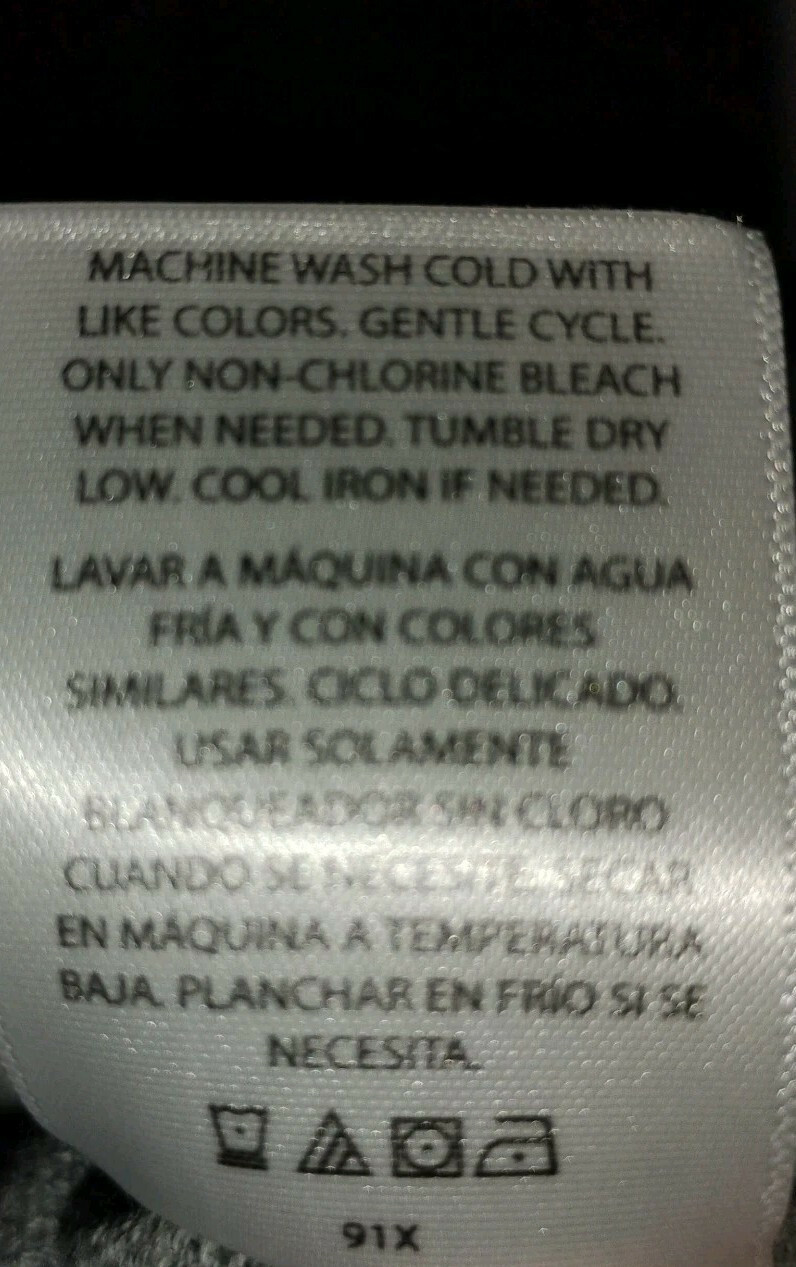 MACHINE WASH COLD WITH
LIKE COLORS. GENTLE CYCLE.
ONLY NON-CHLORINE BLEACH
WHEN NEEDED. TUMBLE DRY
LOW. COOL IRON IF NEEDED.
LAVAR A MÁQUINA CON AGUA
FRÍA Y CON COLORES
SIMILARES. CICLO DELICADO.
USAR SOLAMENTE
BLANQUEADOR SIN CLORO
CUANDO SE NECESITE. SECAR
EN MÁQUINA A TEMPERATURA
BAJA. PLANCHAR EN FRÍO SI SE
NECESITA.
91X